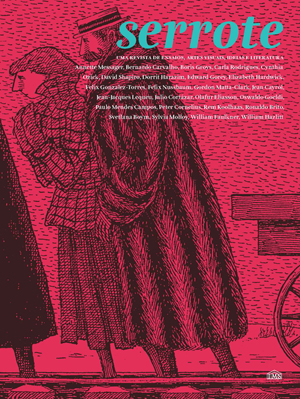 serrote
UMA REVISTA DE ENSAIOS, ARTES VISUAIS, IDEIAS E LITERATURA
Annette Messager, Bernardo Carvalho, Boris Groys, Carla Rodrigues, Cynthia
Ozick, David Shapiro, Dorrit Harazim, Edward Gorey, Elizabeth Hardwick,
Felix Gonzalez-Torres, Felix Nussbaum, Gordon Matta-Clark, Jean Cayrol,
Jean-Jacques Lequeu, Julio Cortázar, Olafur Eliasson, Oswaldo Goeldi,
Paulo Mendes Campos, Peter Cornelius, Rem Koolhaas, Ronaldo Brito,
Svetlana Boym, Sylvia Molloy, William Faulkner, William Hazlitt
IMS